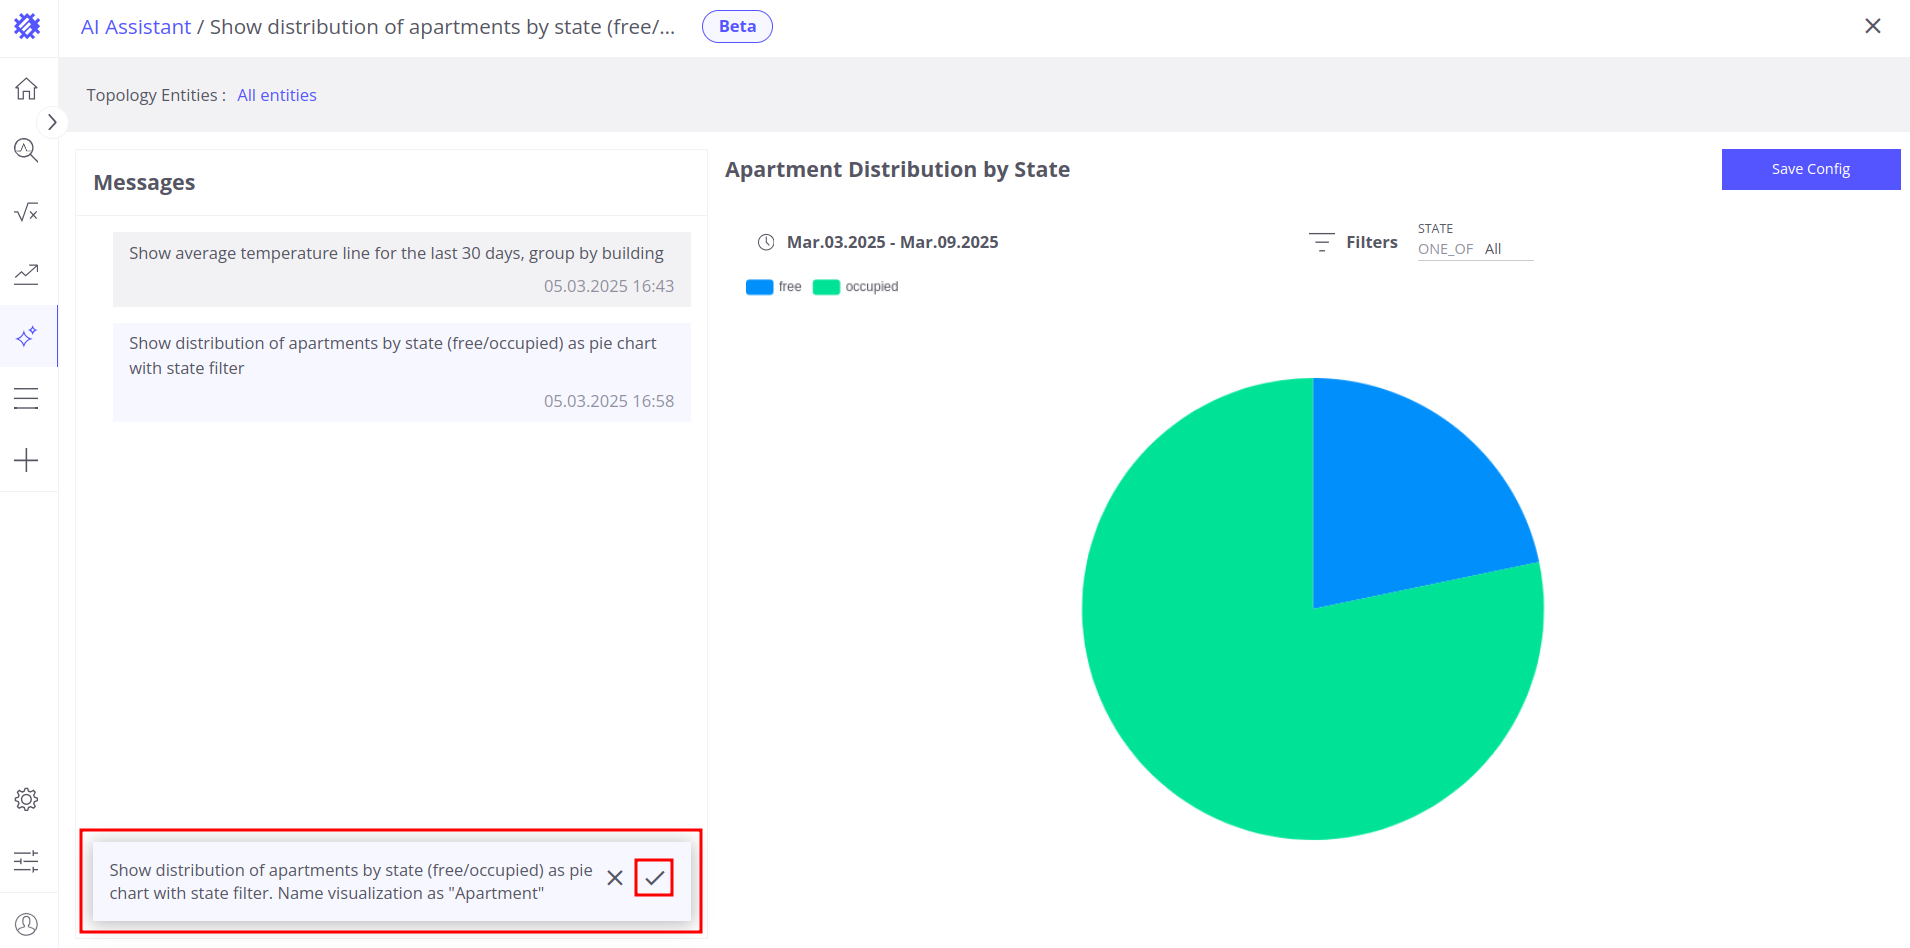 AI Assistant / Show distribution of apartments by state (free/...
Beta
Topology Entities : All entities
Messages
Show average temperature line for the last 30 days, group by building
05.03.2025 16:43
Show distribution of apartments by state (free/occupied) as pie chart
with state filter
05.03.2025 16:58
Show distribution of apartments by state (free/occupied) as pie
chart with state filter. Name visualization as "Apartment"
Apartment Distribution by State
Save Config
Mar.03.2025 - Mar.09.2025
Filters
STATE
ONE_OF All
free occupied